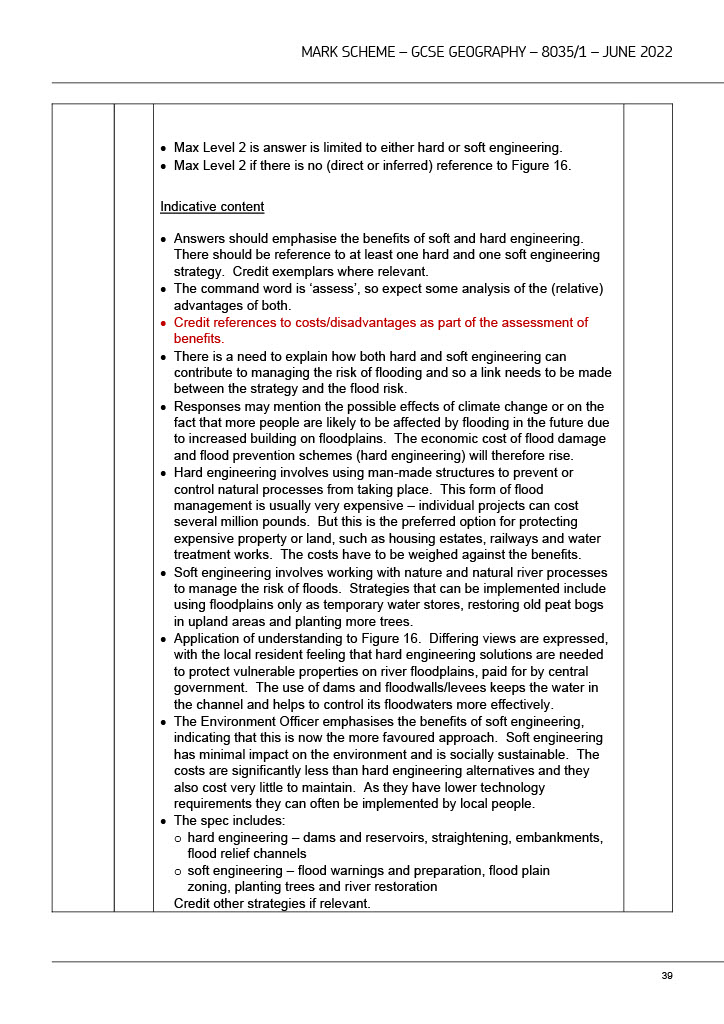 MARK SCHEME – GCSE GEOGRAPHY – 8035/1 – JUNE 2022
• Max Level 2 is answer is limited to either hard or soft engineering.
• Max Level 2 if there is no (direct or inferred) reference to Figure 16.
Indicative content
• Answers should emphasise the benefits of soft and hard engineering.
There should be reference to at least one hard and one soft engineering
strategy. Credit exemplars where relevant.
• The command word is ‘assess’, so expect some analysis of the (relative)
advantages of both.
• Credit references to costs/disadvantages as part of the assessment of
benefits.
• There is a need to explain how both hard and soft engineering can
contribute to managing the risk of flooding and so a link needs to be made
between the strategy and the flood risk.
• Responses may mention the possible effects of climate change or on the
fact that more people are likely to be affected by flooding in the future due
to increased building on floodplains. The economic cost of flood damage
and flood prevention schemes (hard engineering) will therefore rise.
• Hard engineering involves using man-made structures to prevent or
control natural processes from taking place. This form of flood
management is usually very expensive – individual projects can cost
several million pounds. But this is the preferred option for protecting
expensive property or land, such as housing estates, railways and water
treatment works. The costs have to be weighed against the benefits.
• Soft engineering involves working with nature and natural river processes
to manage the risk of floods. Strategies that can be implemented include
using floodplains only as temporary water stores, restoring old peat bogs
in upland areas and planting more trees.
• Application of understanding to Figure 16. Differing views are expressed,
with the local resident feeling that hard engineering solutions are needed
to protect vulnerable properties on river floodplains, paid for by central
government. The use of dams and floodwalls/levees keeps the water in
the channel and helps to control its floodwaters more effectively.
• The Environment Officer emphasises the benefits of soft engineering,
indicating that this is now the more favoured approach. Soft engineering
has minimal impact on the environment and is socially sustainable. The
costs are significantly less than hard engineering alternatives and they
also cost very little to maintain. As they have lower technology
requirements they can often be implemented by local people.
• The spec includes:
o hard engineering – dams and reservoirs, straightening, embankments,
flood relief channels
o soft engineering – flood warnings and preparation, flood plain
zoning, planting trees and river restoration
Credit other strategies if relevant.
39